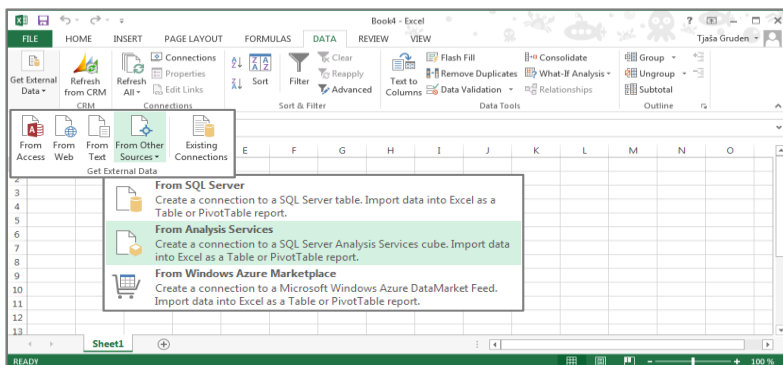 Book4 - Excel
FILE HOME INSERT PAGE LAYOUT FORMULAS DATA REVIEW VIEW Tjaša Gruden
Get External Data
Refresh from CRM
CRM
Refresh All
Connections
Properties
Edit Links
Connections
Sort
Filter
Clear
Reapply
Advanced
Sort & Filter
Text to Columns
Flash Fill
Remove Duplicates
Data Validation
Consolidate
What-If Analysis
Relationships
Data Tools
Group
Ungroup
Subtotal
Outline
From Access
From Web
From Text
From Other Sources
Existing Connections
Get External Data
E F G H I J K L M N O
From SQL Server
Create a connection to a SQL Server table. Import data into Excel as a
Table or PivotTable report.
From Analysis Services
Create a connection to a SQL Server Analysis Services cube. Import data
into Excel as a Table or PivotTable report.
From Windows Azure Marketplace
Create a connection to a Microsoft Windows Azure DataMarket Feed.
Import data into Excel as a Table or PivotTable report.
3
4
5
6
7
8
9
10
11
12
13
Sheet1
READY 100 %